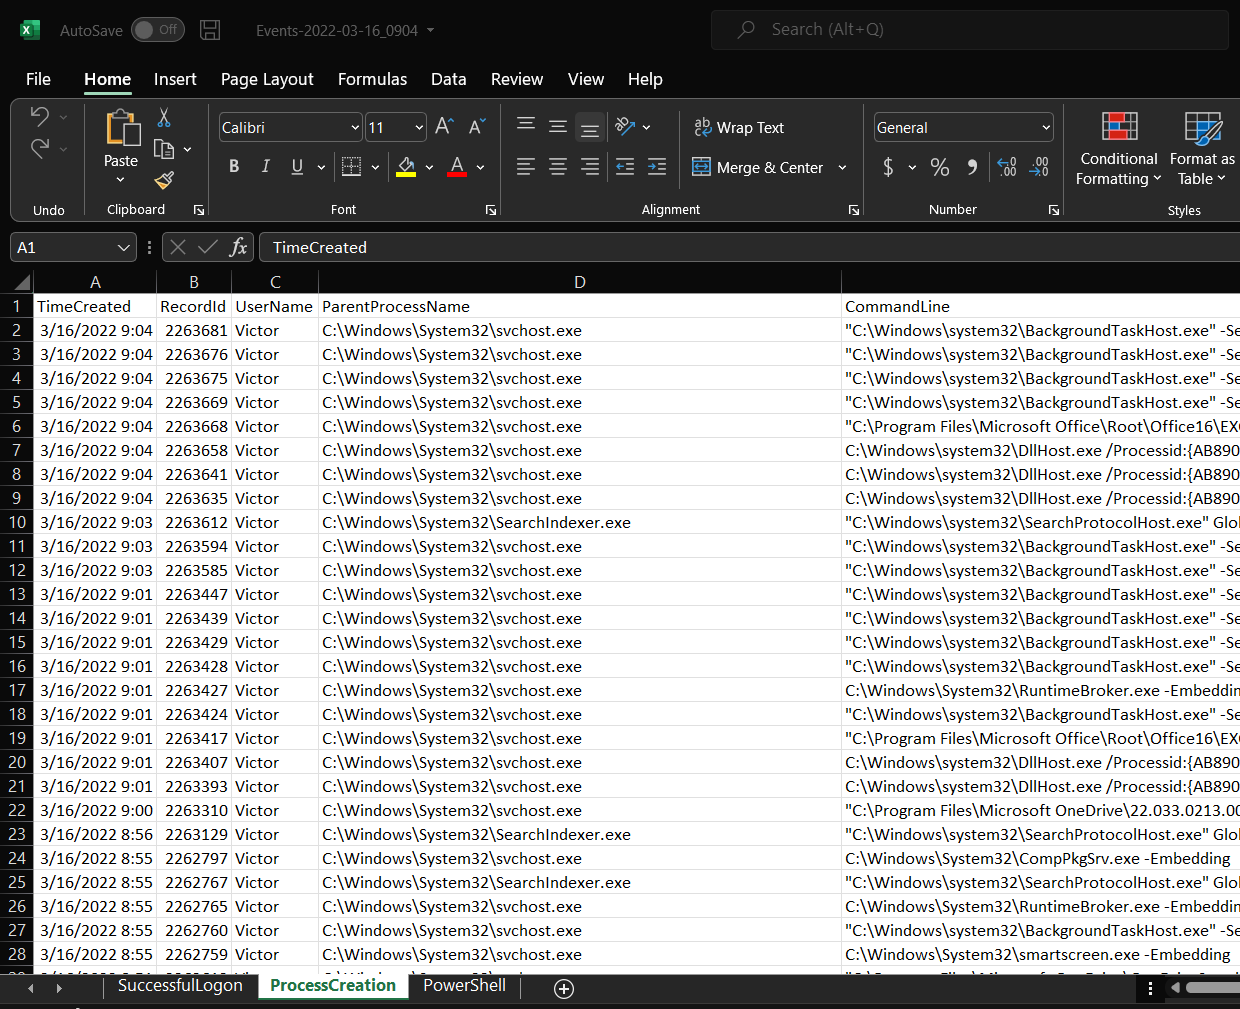 AutoSave Off Events-2022-03-16_0904 Search (Alt+Q)
File Home Insert Page Layout Formulas Data Review View Help
Calibri 11 Wrap Text General
Paste Merge & Center $ % Conditional Formatting Format as Table
Undo Clipboard Font Alignment Number Styles
A1 fx TimeCreated
A B C D
1 TimeCreated RecordId UserName ParentProcessName CommandLine
2 3/16/2022 9:04 2263681 Victor C:\Windows\System32\svchost.exe "C:\Windows\system32\BackgroundTaskHost.exe" -Se
3 3/16/2022 9:04 2263676 Victor C:\Windows\System32\svchost.exe "C:\Windows\system32\BackgroundTaskHost.exe" -Se
4 3/16/2022 9:04 2263675 Victor C:\Windows\System32\svchost.exe "C:\Windows\system32\BackgroundTaskHost.exe" -Se
5 3/16/2022 9:04 2263669 Victor C:\Windows\System32\svchost.exe "C:\Windows\system32\BackgroundTaskHost.exe" -Se
6 3/16/2022 9:04 2263668 Victor C:\Windows\System32\svchost.exe "C:\Program Files\Microsoft Office\Root\Office16\EXC
7 3/16/2022 9:04 2263658 Victor C:\Windows\System32\svchost.exe C:\Windows\system32\DllHost.exe /Processid:{AB890
8 3/16/2022 9:04 2263641 Victor C:\Windows\System32\svchost.exe C:\Windows\system32\DllHost.exe /Processid:{AB890
9 3/16/2022 9:04 2263635 Victor C:\Windows\System32\svchost.exe C:\Windows\system32\DllHost.exe /Processid:{AB890
10 3/16/2022 9:03 2263612 Victor C:\Windows\System32\SearchIndexer.exe "C:\Windows\system32\SearchProtocolHost.exe" Glol
11 3/16/2022 9:03 2263594 Victor C:\Windows\System32\svchost.exe "C:\Windows\system32\BackgroundTaskHost.exe" -Se
12 3/16/2022 9:03 2263585 Victor C:\Windows\System32\svchost.exe "C:\Windows\system32\BackgroundTaskHost.exe" -Se
13 3/16/2022 9:01 2263447 Victor C:\Windows\System32\svchost.exe "C:\Windows\system32\BackgroundTaskHost.exe" -Se
14 3/16/2022 9:01 2263439 Victor C:\Windows\System32\svchost.exe "C:\Windows\system32\BackgroundTaskHost.exe" -Se
15 3/16/2022 9:01 2263429 Victor C:\Windows\System32\svchost.exe "C:\Windows\system32\BackgroundTaskHost.exe" -Se
16 3/16/2022 9:01 2263428 Victor C:\Windows\System32\svchost.exe "C:\Windows\system32\BackgroundTaskHost.exe" -Se
17 3/16/2022 9:01 2263427 Victor C:\Windows\System32\svchost.exe C:\Windows\System32\RuntimeBroker.exe -Embeddin
18 3/16/2022 9:01 2263424 Victor C:\Windows\System32\svchost.exe "C:\Windows\system32\BackgroundTaskHost.exe" -Se
19 3/16/2022 9:01 2263417 Victor C:\Windows\System32\svchost.exe "C:\Program Files\Microsoft Office\Root\Office16\EXC
20 3/16/2022 9:01 2263407 Victor C:\Windows\System32\svchost.exe C:\Windows\system32\DllHost.exe /Processid:{AB890
21 3/16/2022 9:01 2263393 Victor C:\Windows\System32\svchost.exe C:\Windows\system32\DllHost.exe /Processid:{AB890
22 3/16/2022 9:00 2263310 Victor C:\Windows\System32\svchost.exe "C:\Program Files\Microsoft OneDrive\22.033.0213.00
23 3/16/2022 8:56 2263129 Victor C:\Windows\System32\SearchIndexer.exe "C:\Windows\system32\SearchProtocolHost.exe" Glol
24 3/16/2022 8:55 2262797 Victor C:\Windows\System32\svchost.exe C:\Windows\System32\CompPkgSrv.exe -Embedding
25 3/16/2022 8:55 2262767 Victor C:\Windows\System32\SearchIndexer.exe "C:\Windows\system32\SearchProtocolHost.exe" Glol
26 3/16/2022 8:55 2262765 Victor C:\Windows\System32\svchost.exe C:\Windows\System32\RuntimeBroker.exe -Embeddin
27 3/16/2022 8:55 2262760 Victor C:\Windows\System32\svchost.exe "C:\Windows\system32\BackgroundTaskHost.exe" -Se
28 3/16/2022 8:55 2262759 Victor C:\Windows\System32\svchost.exe C:\Windows\System32\smartscreen.exe -Embedding
SuccessfulLogon ProcessCreation PowerShell